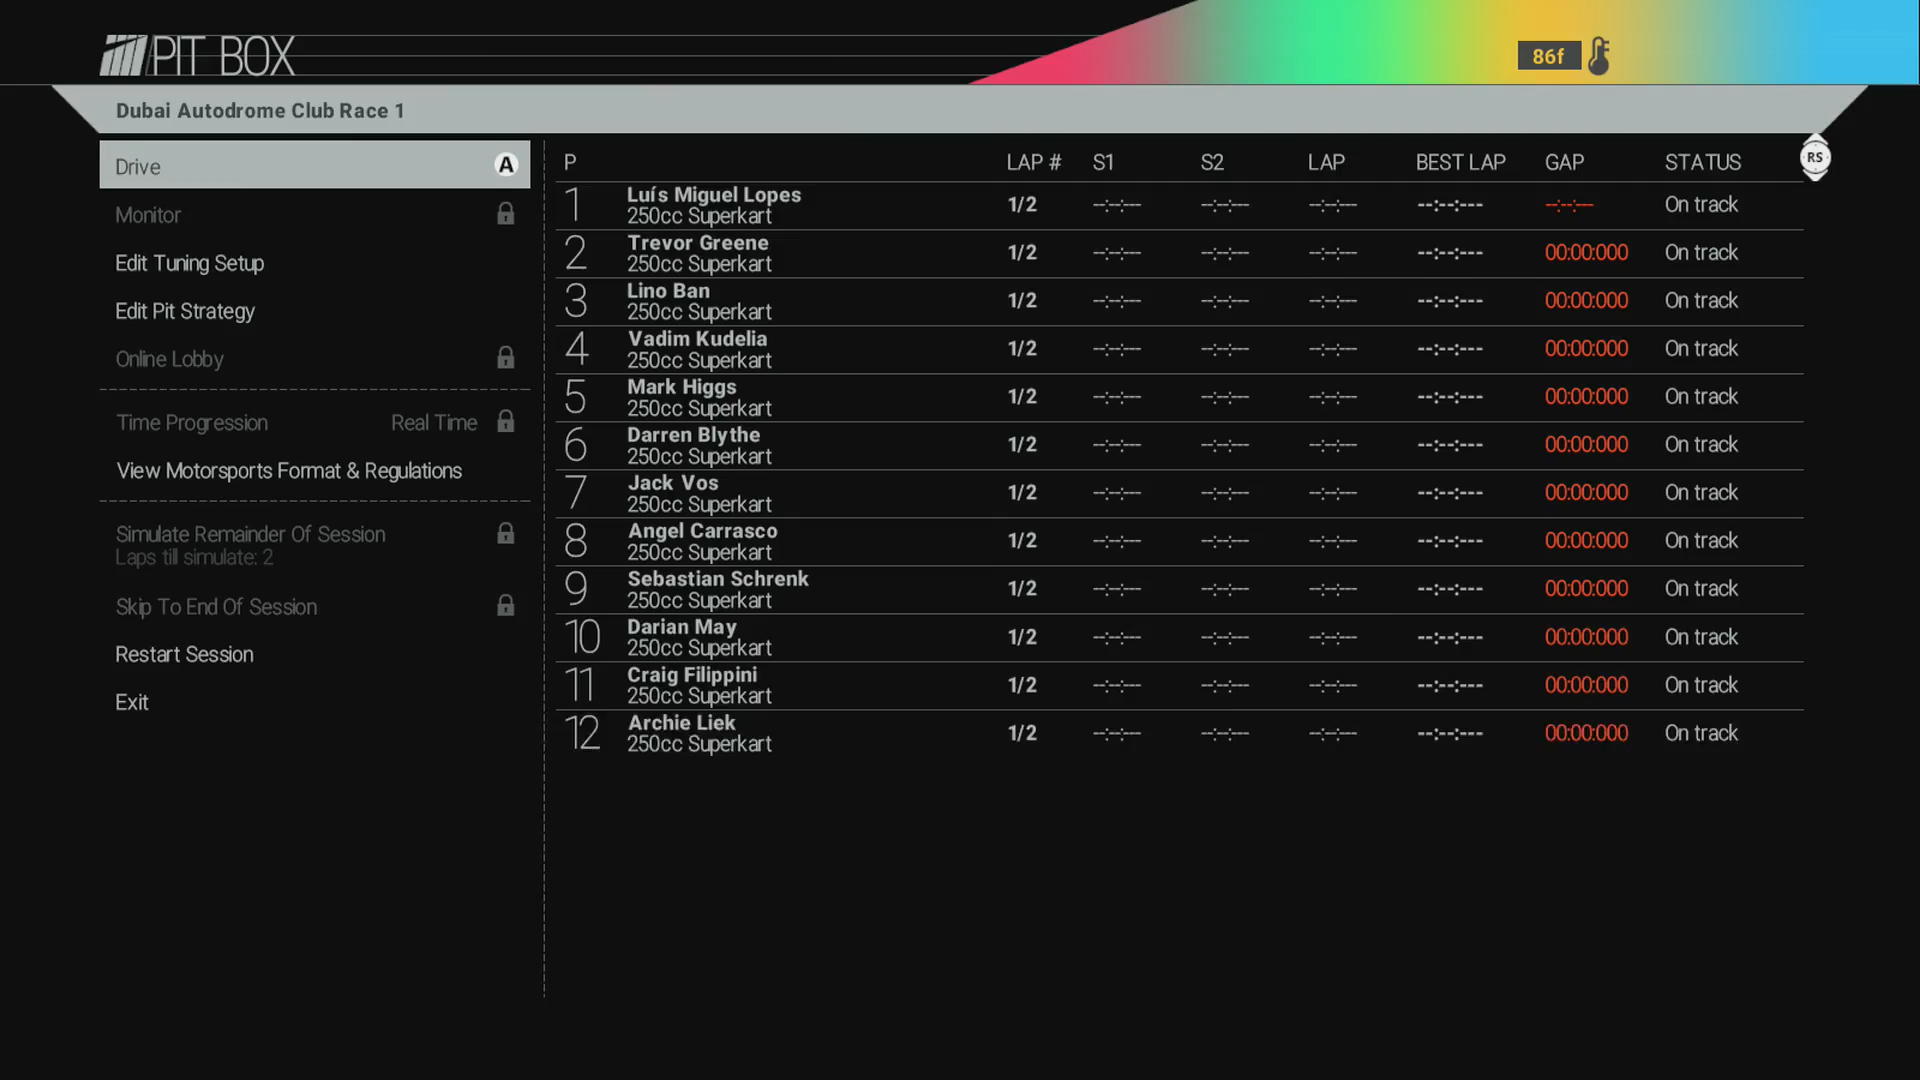 PIT BOX
86f
Dubai Autodrome Club Race 1
Drive A
Monitor
Edit Tuning Setup
Edit Pit Strategy
Online Lobby
Time Progression Real Time
View Motorsports Format & Regulations
Simulate Remainder Of Session
Laps till simulate: 2
Skip To End Of Session
Restart Session
Exit
P LAP # S1 S2 LAP BEST LAP GAP STATUS RS
1 Luís Miguel Lopes 1/2 --:--:--- --:--:--- --:--:--- --:--:--- --:--:--- On track
250cc Superkart
2 Trevor Greene 1/2 --:--:--- --:--:--- --:--:--- --:--:--- 00:00:000 On track
250cc Superkart
3 Lino Ban 1/2 --:--:--- --:--:--- --:--:--- --:--:--- 00:00:000 On track
250cc Superkart
4 Vadim Kudelia 1/2 --:--:--- --:--:--- --:--:--- --:--:--- 00:00:000 On track
250cc Superkart
5 Mark Higgs 1/2 --:--:--- --:--:--- --:--:--- --:--:--- 00:00:000 On track
250cc Superkart
6 Darren Blythe 1/2 --:--:--- --:--:--- --:--:--- --:--:--- 00:00:000 On track
250cc Superkart
7 Jack Vos 1/2 --:--:--- --:--:--- --:--:--- --:--:--- 00:00:000 On track
250cc Superkart
8 Angel Carrasco 1/2 --:--:--- --:--:--- --:--:--- --:--:--- 00:00:000 On track
250cc Superkart
9 Sebastian Schrenk 1/2 --:--:--- --:--:--- --:--:--- --:--:--- 00:00:000 On track
250cc Superkart
10 Darian May 1/2 --:--:--- --:--:--- --:--:--- --:--:--- 00:00:000 On track
250cc Superkart
11 Craig Filippini 1/2 --:--:--- --:--:--- --:--:--- --:--:--- 00:00:000 On track
250cc Superkart
12 Archie Liek 1/2 --:--:--- --:--:--- --:--:--- --:--:--- 00:00:000 On track
250cc Superkart